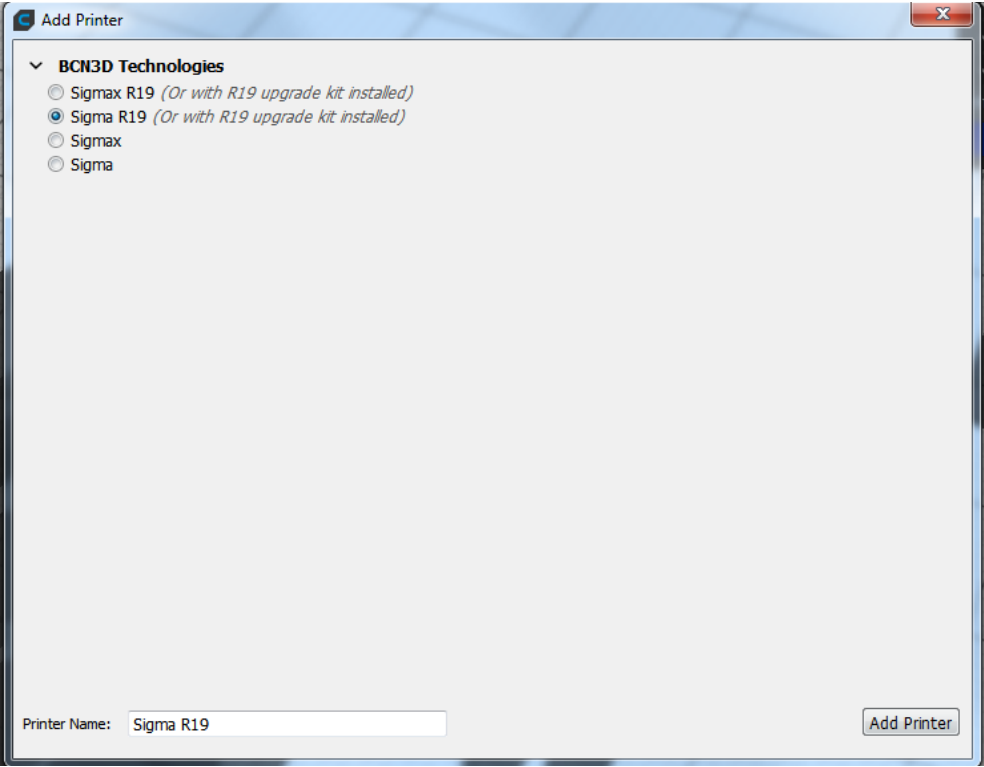 Add Printer
BCN3D Technologies
Sigmax R19 (Or with R19 upgrade kit installed)
Sigma R19 (Or with R19 upgrade kit installed)
Sigmax
Sigma
Printer Name: Sigma R19 Add Printer